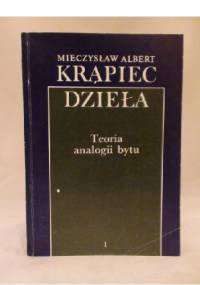 MIECZYSŁAW ALBERT
KRĄPIEC
DZIEŁA
Teoria
analogii bytu
1